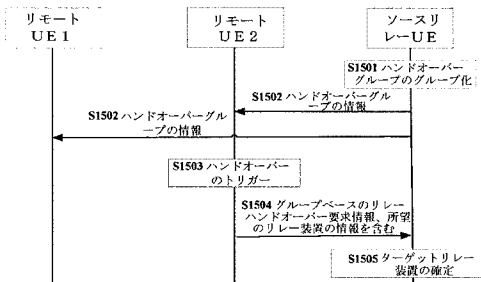 リモート
UE1
リモート
UE2
ソースリ
レーUE
S1501 ハンドオーバー
グループのグループ化
S1502 ハンドオーバーグル
ープの情報
S1502 ハンドオーバーグル
ープの情報
S1503 ハンドオーバー
のトリガー
S1504 グループベースのリレー
ハンドオーバー要求情報、所望
のリレー装置の情報を含む
S1505 ターゲットリレー
装置の確定